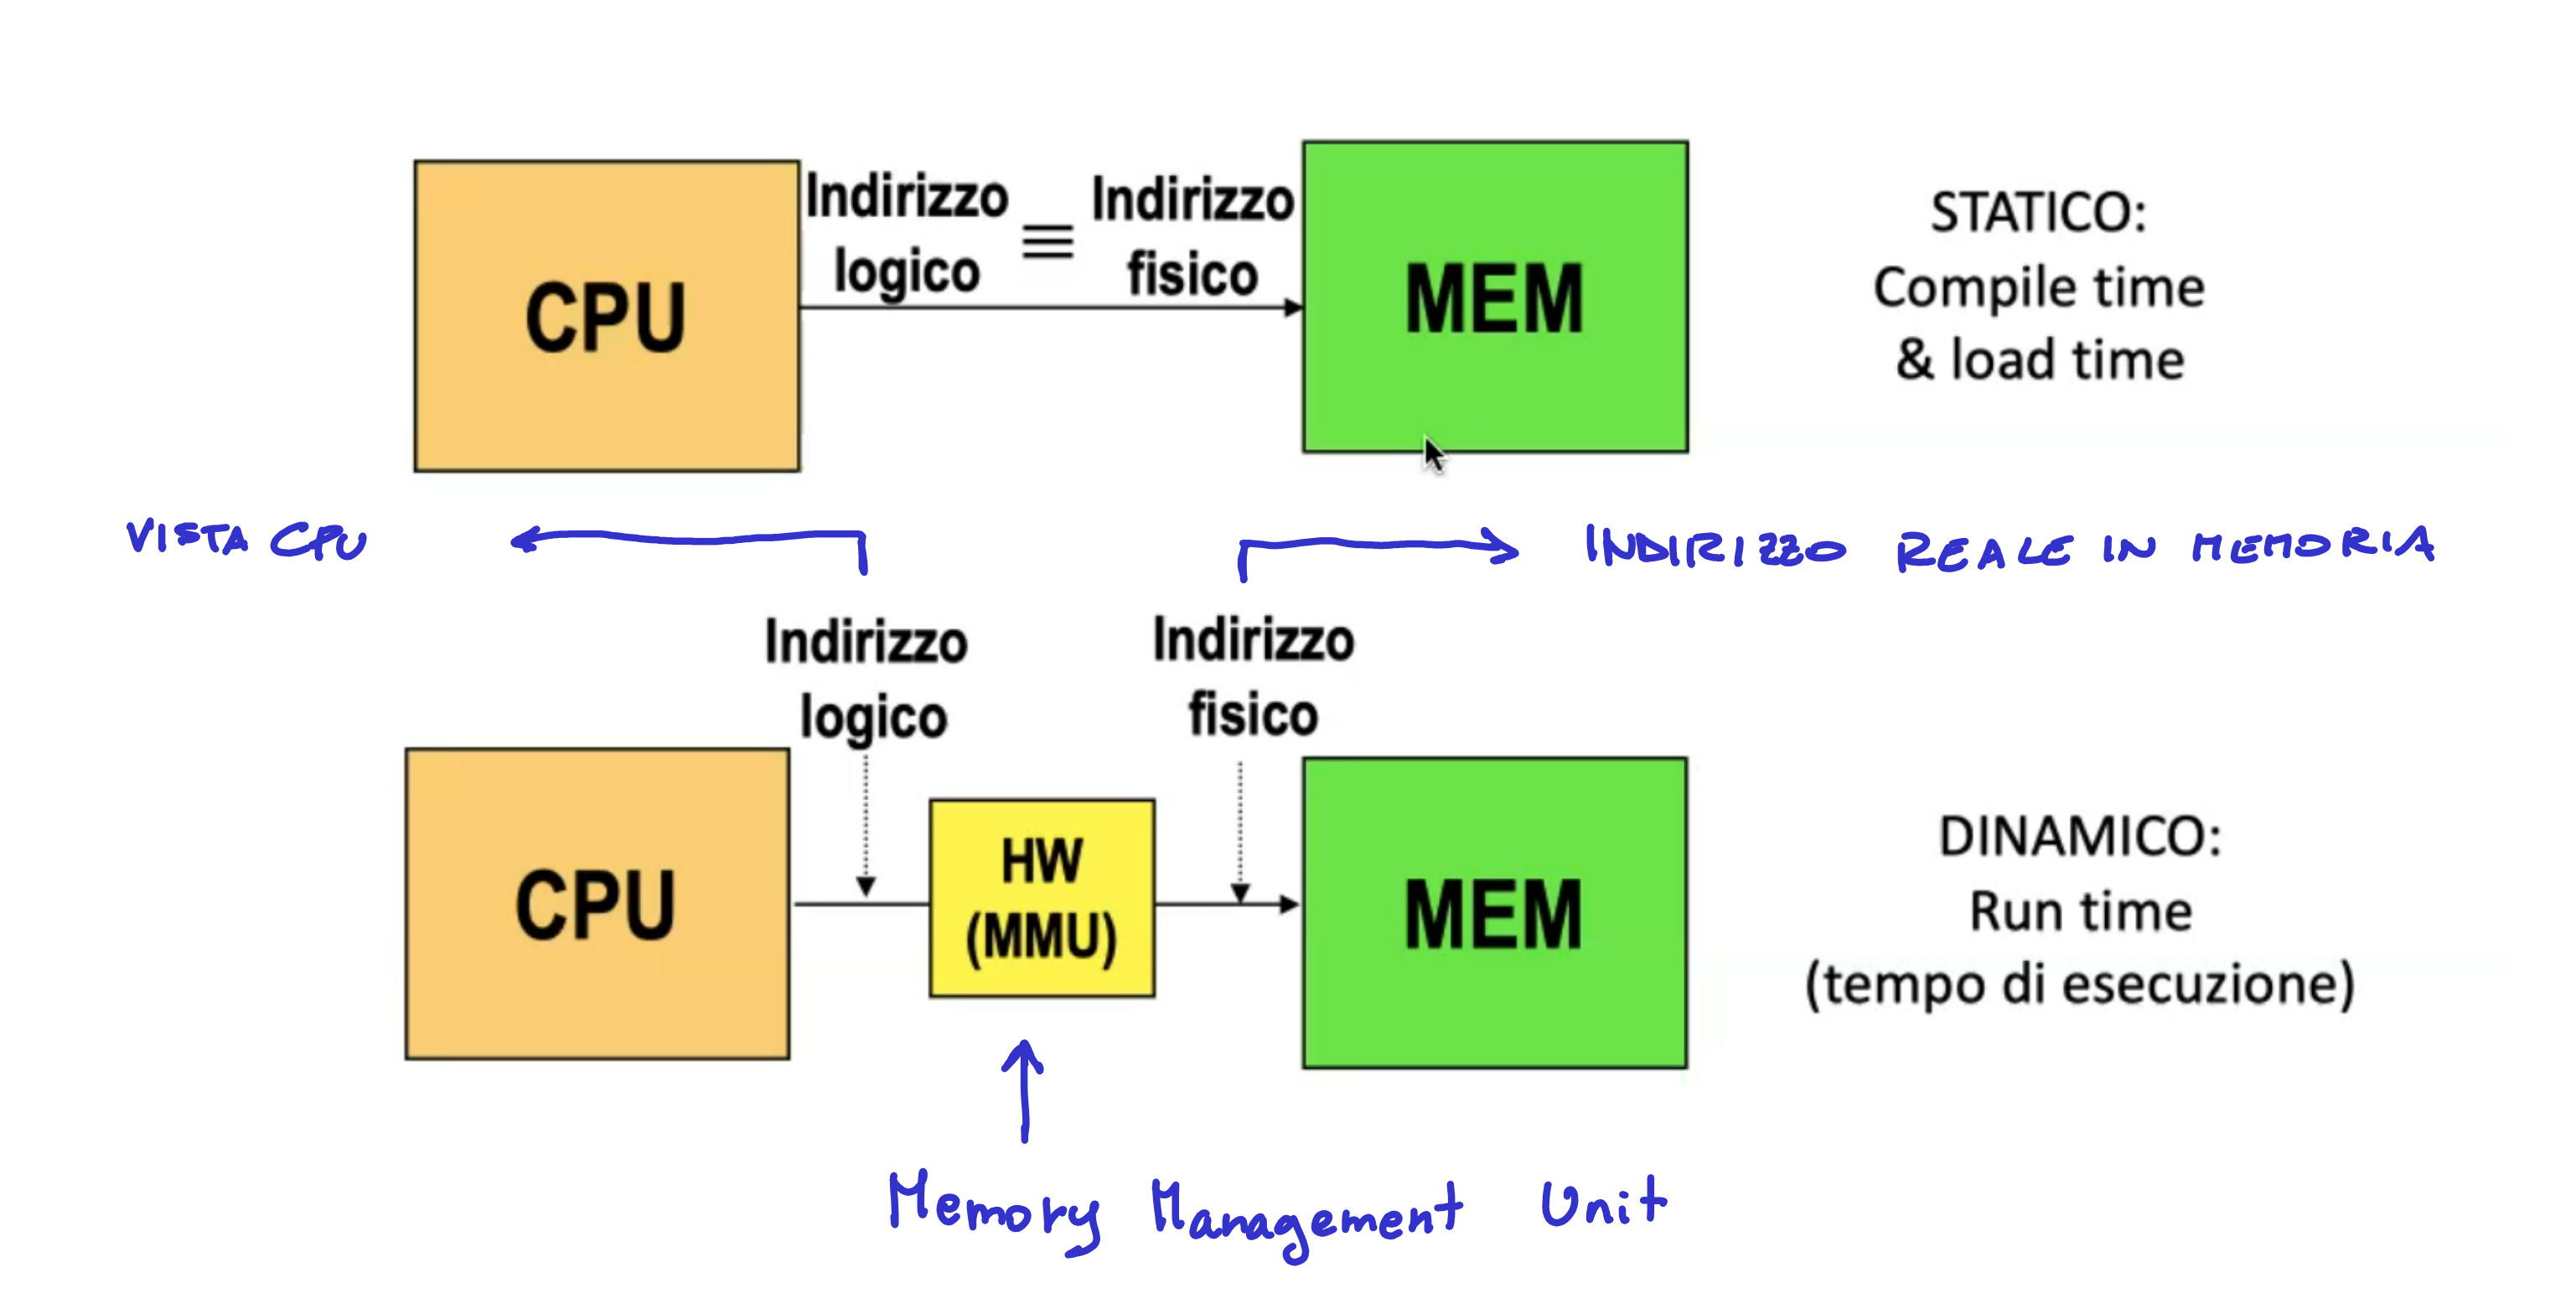 CPU
Indirizzo
logico
≡
Indirizzo
fisico
MEM
STATICO:
Compile time
& load time
VISTA CPU
INDIRIZZO REALE IN MEMORIA
Indirizzo
logico
Indirizzo
fisico
CPU
HW
(MMU)
MEM
DINAMICO:
Run time
(tempo di esecuzione)
Memory Management Unit